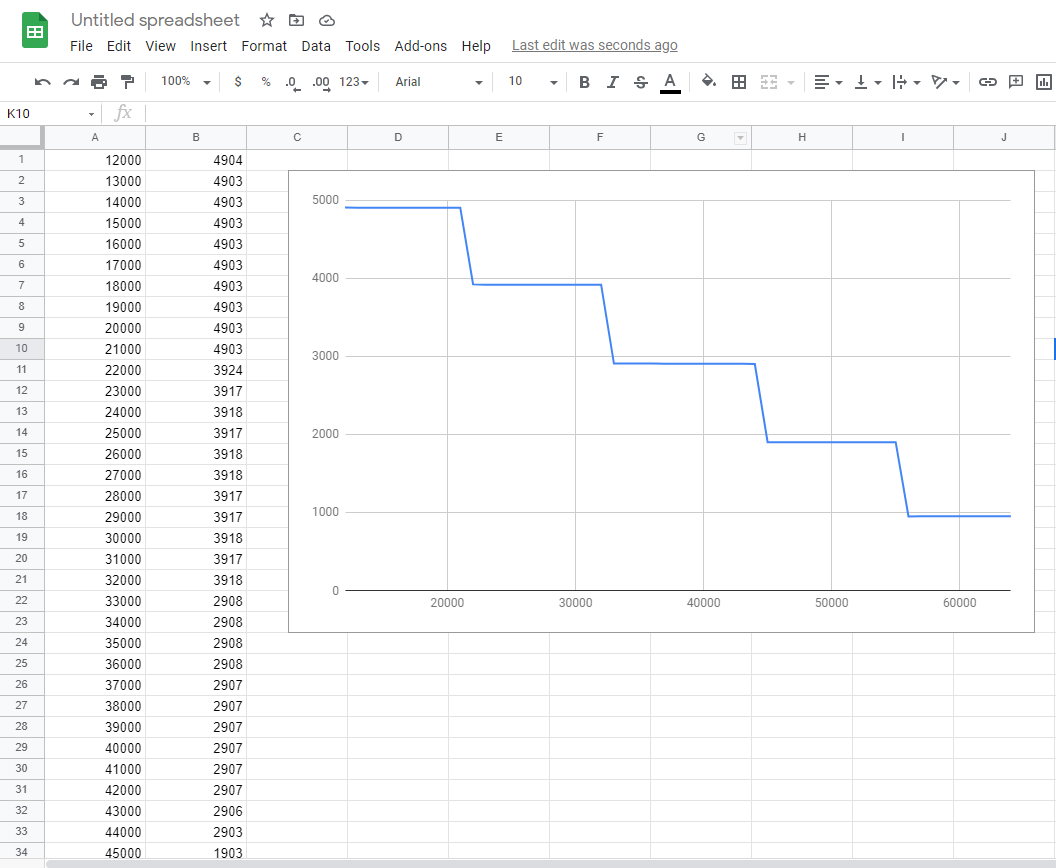 Untitled spreadsheet
File Edit View Insert Format Data Tools Add-ons Help Last edit was seconds ago
100% $ % .0 .00 123 Arial 10 B I S A
K10 fx
A B C D E F G H I J
1 12000 4904
2 13000 4903
3 14000 4903
4 15000 4903
5 16000 4903
6 17000 4903
7 18000 4903
8 19000 4903
9 20000 4903
10 21000 4903
11 22000 3924
12 23000 3917
13 24000 3918
14 25000 3917
15 26000 3918
16 27000 3918
17 28000 3917
18 29000 3917
19 30000 3918
20 31000 3917
21 32000 3918
22 33000 2908
23 34000 2908
24 35000 2908
25 36000 2908
26 37000 2907
27 38000 2907
28 39000 2907
29 40000 2907
30 41000 2907
31 42000 2907
32 43000 2906
33 44000 2903
34 45000 1903
5000
4000
3000
2000
1000
0
20000 30000 40000 50000 60000